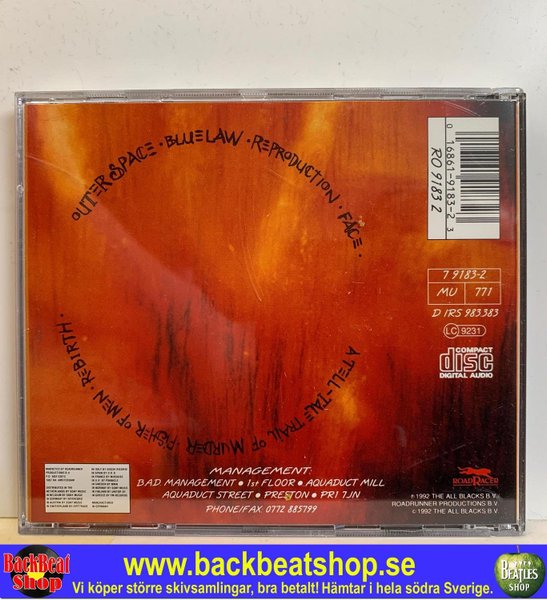 OUTER SPACE · BLUE LAW · REPRODUCTION · FACE ·
A TELL-TALE TRAIL OF MURDER · FISHER OF MEN · REBIRTH ·
0 16861-9183-2 3
RO 9183 2
7 9183-2
MU 771
D IRS 983.383
LC 9231
COMPACT
disc
DIGITAL AUDIO
MANAGEMENT:
B.A.D. MANAGEMENT • 1st FLOOR • AQUADUCT MILL
AQUADUCT STREET • PRESTON • PR1 7JN
PHONE/FAX 0772 885799
ROADRACER
℗ 1992 THE ALL BLACKS B.V.
ROADRUNNER PRODUCTIONS B.V.
© 1992 THE ALL BLACKS B.V.
BackBeat
Shop
www.backbeatshop.se
Vi köper större skivsamlingar, bra betalt! Hämtar i hela södra Sverige.
BEATLES
SHOP